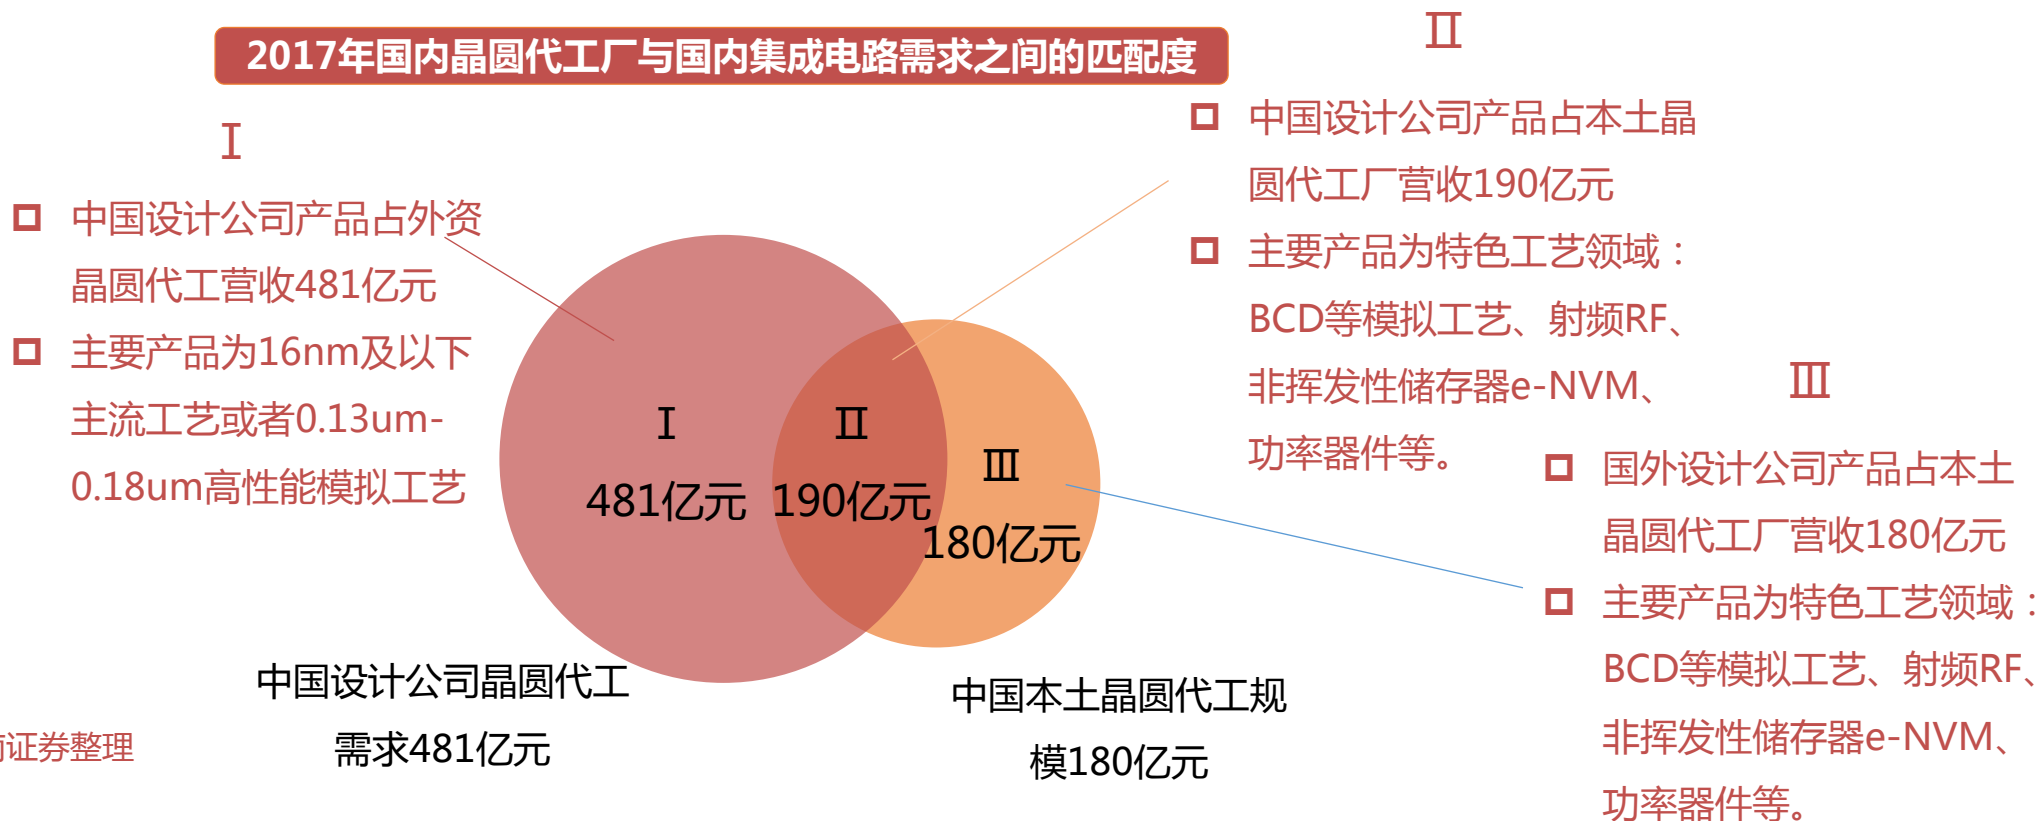 2017年国内晶圆代工厂与国内集成电路需求之间的匹配度
Ⅰ
中国设计公司产品占外资
晶圆代工营收481亿元
主要产品为16nm及以下
主流工艺或者0.13um-
0.18um高性能模拟工艺
Ⅱ
中国设计公司产品占本土晶
圆代工厂营收190亿元
主要产品为特色工艺领域：
BCD等模拟工艺、射频RF、
非挥发性储存器e-NVM、
功率器件等。
Ⅲ
国外设计公司产品占本土
晶圆代工厂营收180亿元
主要产品为特色工艺领域：
BCD等模拟工艺、射频RF、
非挥发性储存器e-NVM、
功率器件等。
Ⅰ
481亿元
Ⅱ
190亿元
Ⅲ
180亿元
中国设计公司晶圆代工
需求481亿元
中国本土晶圆代工规
模180亿元
证券整理